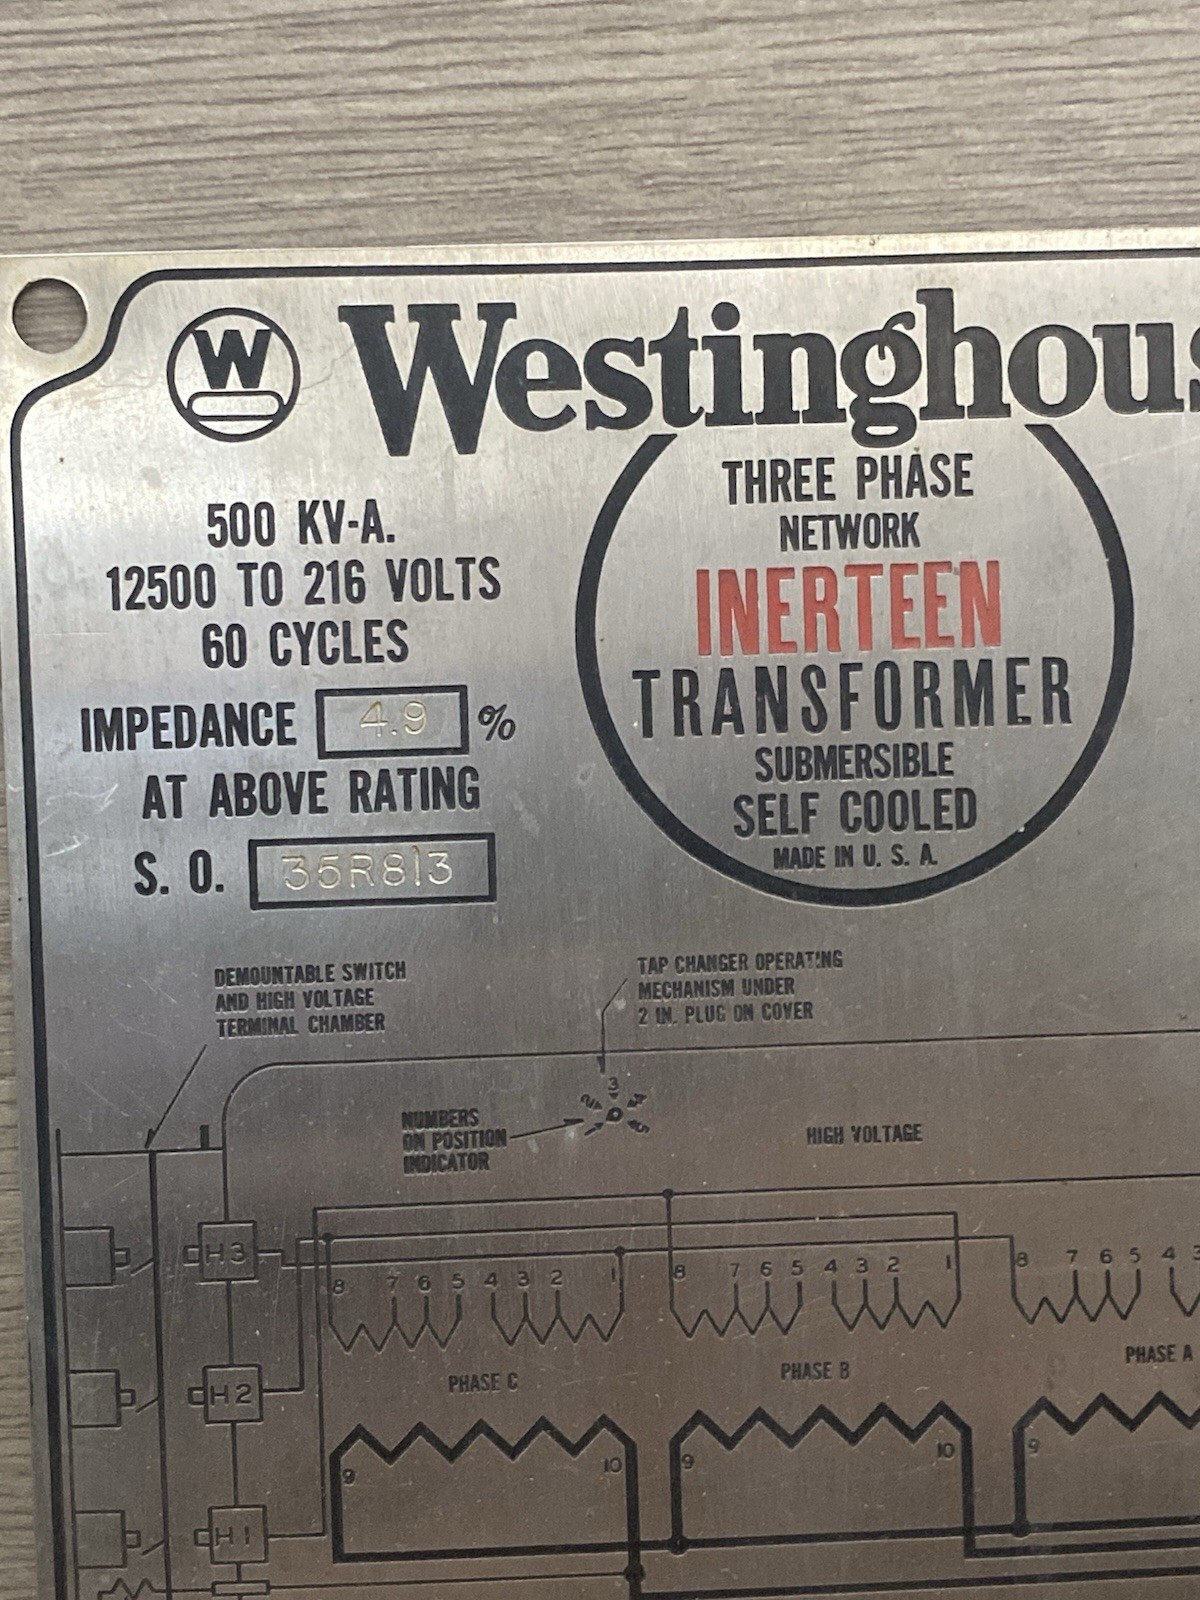 W
Westinghous
500 KV-A.
12500 TO 216 VOLTS
60 CYCLES
IMPEDANCE 4.9 %
AT ABOVE RATING
S. O. 35R813
THREE PHASE
NETWORK
INERTEEN
TRANSFORMER
SUBMERSIBLE
SELF COOLED
MADE IN U. S. A.
DEMOUNTABLE SWITCH
AND HIGH VOLTAGE
TERMINAL CHAMBER
TAP CHANGER OPERATING
MECHANISM UNDER
2 IN. PLUG ON COVER
2 3 4 5
NUMBERS
ON POSITION
INDICATOR
HIGH VOLTAGE
H3
8 7 6 5 4 3 2 1
8 7 6 5 4 3 2 1
8 7 6 5 4 3
PHASE C
PHASE B
PHASE A
H2
9 10
9 10
9
H1